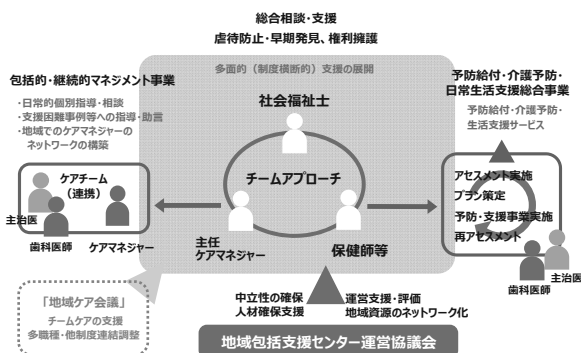 総合相談・支援
虐待防止・早期発見、権利擁護
多面的（制度横断的）支援の展開
包括的・継続的マネジメント事業
・日常的個別指導・相談
・支援困難事例等への指導・助言
・地域でのケアマネジャーの
ネットワークの構築
社会福祉士
予防給付・介護予防・
日常生活支援総合事業
予防給付・介護予防・
生活支援サービス
ケアチーム
（連携）
主治医
歯科医師
ケアマネジャー
チームアプローチ
主任
ケアマネジャー
保健師等
アセスメント実施
プラン策定
予防・支援事業実施
再アセスメント
主治医
歯科医師
「地域ケア会議」
チームケアの支援
多職種・他制度連絡調整
中立性の確保
人材確保支援
運営支援・評価
地域資源のネットワーク化
地域包括支援センター運営協議会